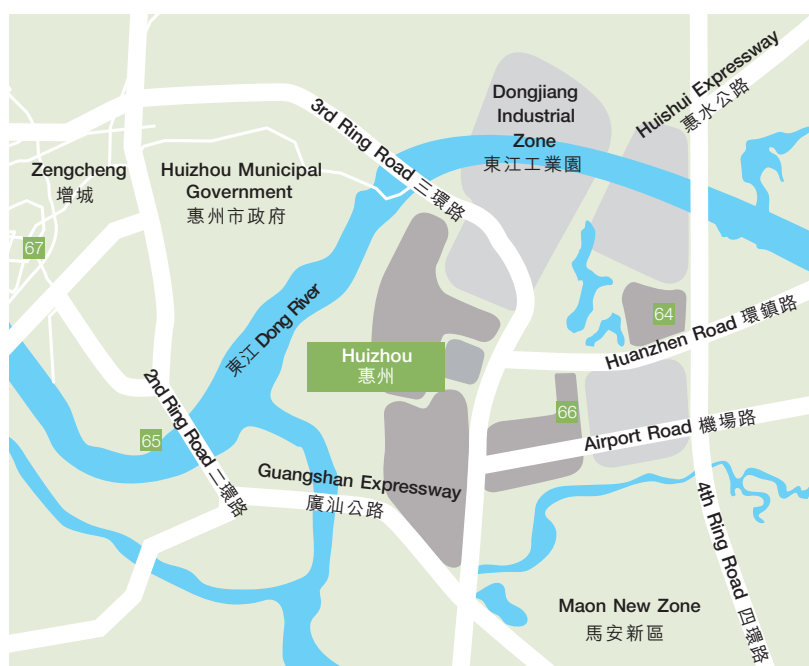 Dongjiang
Industrial
Zone
東江工業園
Huishui Expressway
惠水公路
3rd Ring Road 三環路
Zengcheng
增城
Huizhou Municipal
Government
惠州市政府
67
東江 Dong River
64
Huanzhen Road 環鎮路
Huizhou
惠州
2nd Ring Road 二環路
65
66
Airport Road 機場路
Guangshan Expressway
廣汕公路
4th Ring Road 四環路
Maon New Zone
馬安新區